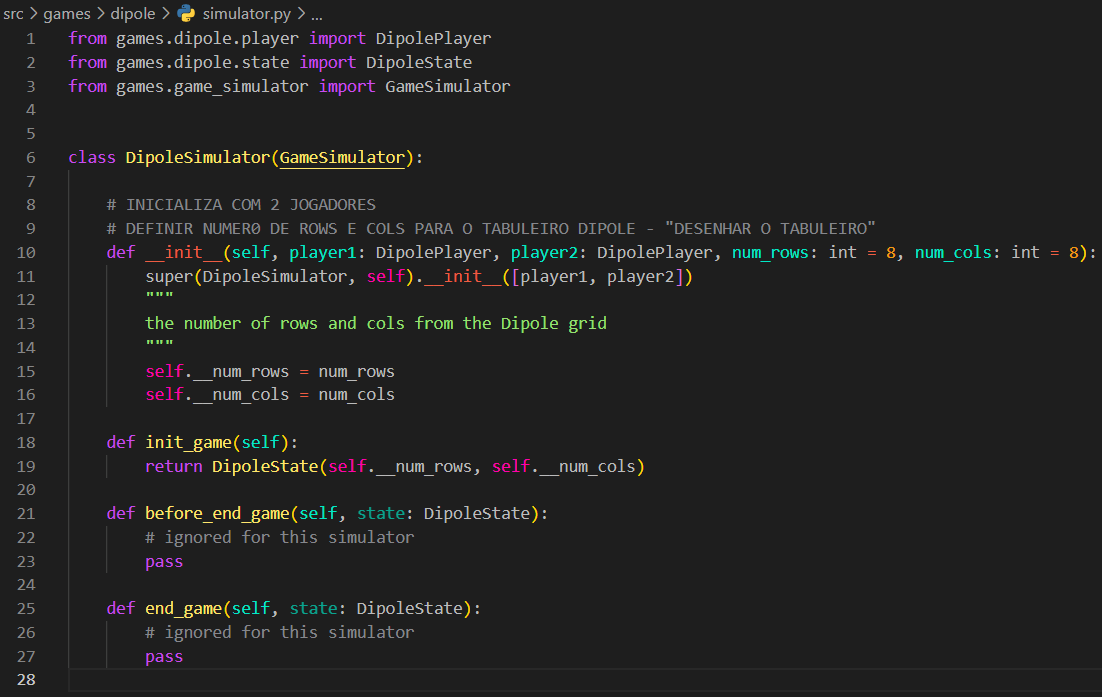 src > games > dipole > simulator.py > ...
1 from games.dipole.player import DipolePlayer
2 from games.dipole.state import DipoleState
3 from games.game_simulator import GameSimulator
4
5
6 class DipoleSimulator(GameSimulator):
7
8     # INICIALIZA COM 2 JOGADORES
9     # DEFINIR NUMER0 DE ROWS E COLS PARA O TABULEIRO DIPOLE - "DESENHAR O TABULEIRO"
10     def __init__(self, player1: DipolePlayer, player2: DipolePlayer, num_rows: int = 8, num_cols: int = 8):
11         super(DipoleSimulator, self).__init__([player1, player2])
12         """
13         the number of rows and cols from the Dipole grid
14         """
15         self.__num_rows = num_rows
16         self.__num_cols = num_cols
17
18     def init_game(self):
19         return DipoleState(self.__num_rows, self.__num_cols)
20
21     def before_end_game(self, state: DipoleState):
22         # ignored for this simulator
23         pass
24
25     def end_game(self, state: DipoleState):
26         # ignored for this simulator
27         pass
28